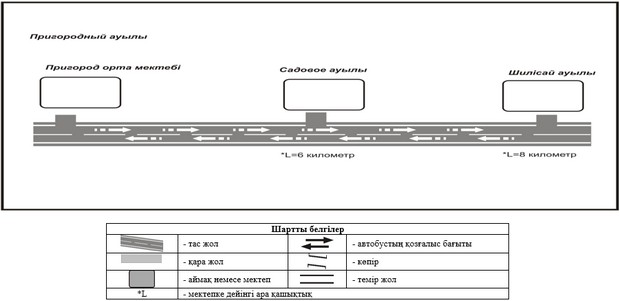 Пригородный ауылы
Пригород орта мектебі
Садовое ауылы
Шилісай ауылы
*L=6 километр
*L=8 километр
Шартты белгілер
- тас жол
- автобустың қозғалыс бағыты
- қара жол
- көпір
- аймақ немесе мектеп
- темір жол
*L
- мектепке дейінгі ара қашықтық